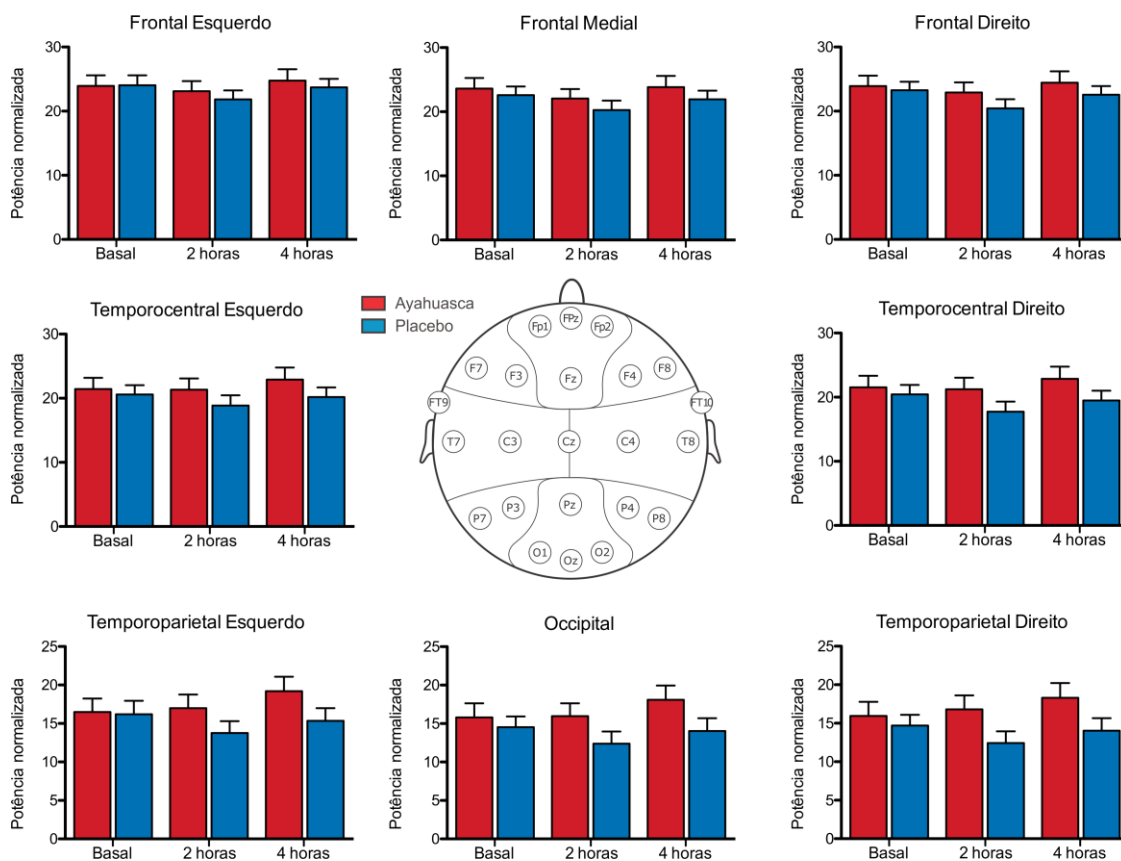 Frontal Esquerdo
Potência normalizada
30
20
10
0
Basal 2 horas 4 horas
Frontal Medial
Potência normalizada
30
20
10
0
Basal 2 horas 4 horas
Frontal Direito
Potência normalizada
30
20
10
0
Basal 2 horas 4 horas
Temporocentral Esquerdo
Potência normalizada
30
20
10
0
Basal 2 horas 4 horas
Ayahuasca
Placebo
Fp1 FPz Fp2
F7 F3 Fz F4 F8
FT9 FT10
T7 C3 Cz C4 T8
P7 P3 Pz P4 P8
O1 Oz O2
Temporocentral Direito
Potência normalizada
30
20
10
0
Basal 2 horas 4 horas
Temporoparietal Esquerdo
Potência normalizada
25
20
15
10
5
0
Basal 2 horas 4 horas
Occipital
Potência normalizada
25
20
15
10
5
0
Basal 2 horas 4 horas
Temporoparietal Direito
Potência normalizada
25
20
15
10
5
0
Basal 2 horas 4 horas